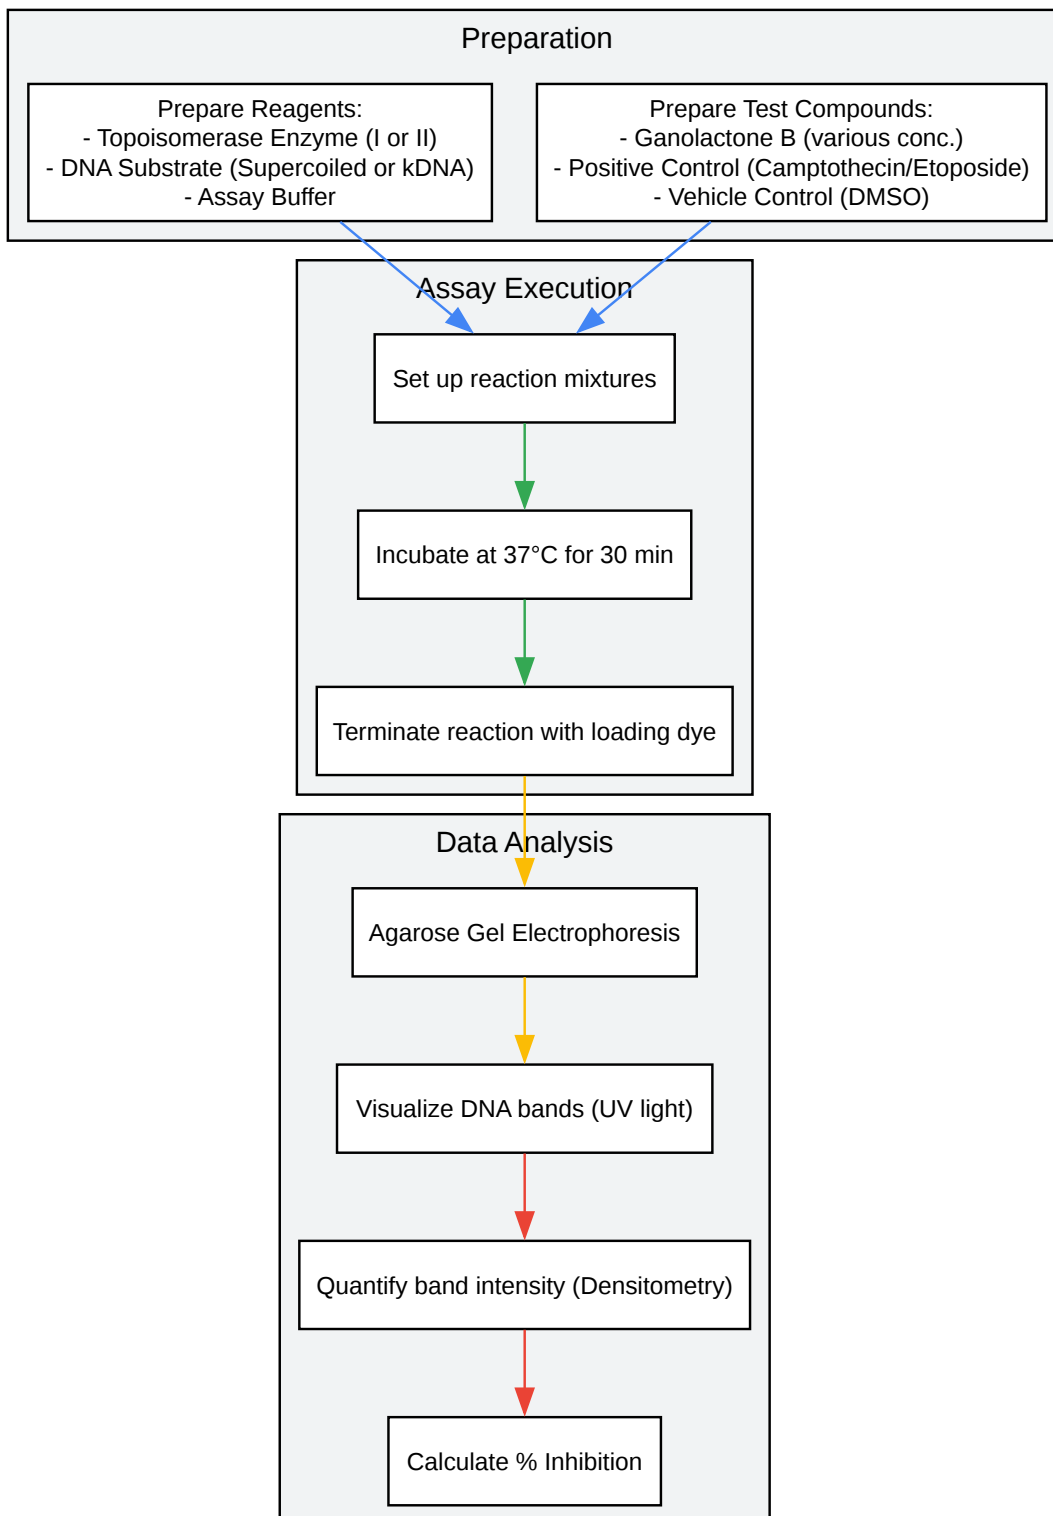 Preparation
Prepare Reagents:
- Topoisomerase Enzyme (I or II)
- DNA Substrate (Supercoiled or kDNA)
- Assay Buffer
Prepare Test Compounds:
- Ganolactone B (various conc.)
- Positive Control (Camptothecin/Etoposide)
- Vehicle Control (DMSO)
Assay Execution
Set up reaction mixtures
Incubate at 37°C for 30 min
Terminate reaction with loading dye
Data Analysis
Agarose Gel Electrophoresis
Visualize DNA bands (UV light)
Quantify band intensity (Densitometry)
Calculate % Inhibition